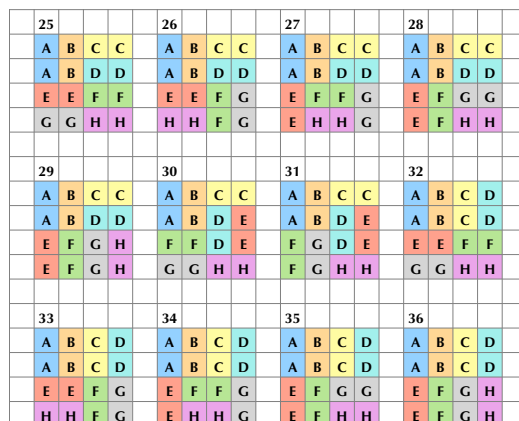 25 26 27 28
A B C C A B C C A B C C A B C C
A B D D A B D D A B D D A B D D
E E F F E E F G E F F G E F G G
G G H H H H F G E H H G E F H H
29 30 31 32
A B C C A B C C A B C C A B C D
A B D D A B D E A B D E A B C D
E F G H F F D E F G D E E E F F
E F G H G G H H F G H H G G H H
33 34 35 36
A B C D A B C D A B C D A B C D
A B C D A B C D A B C D A B C D
E E F G E F F G E F G G E F G H
H H F G E H H G E F H H E F G H